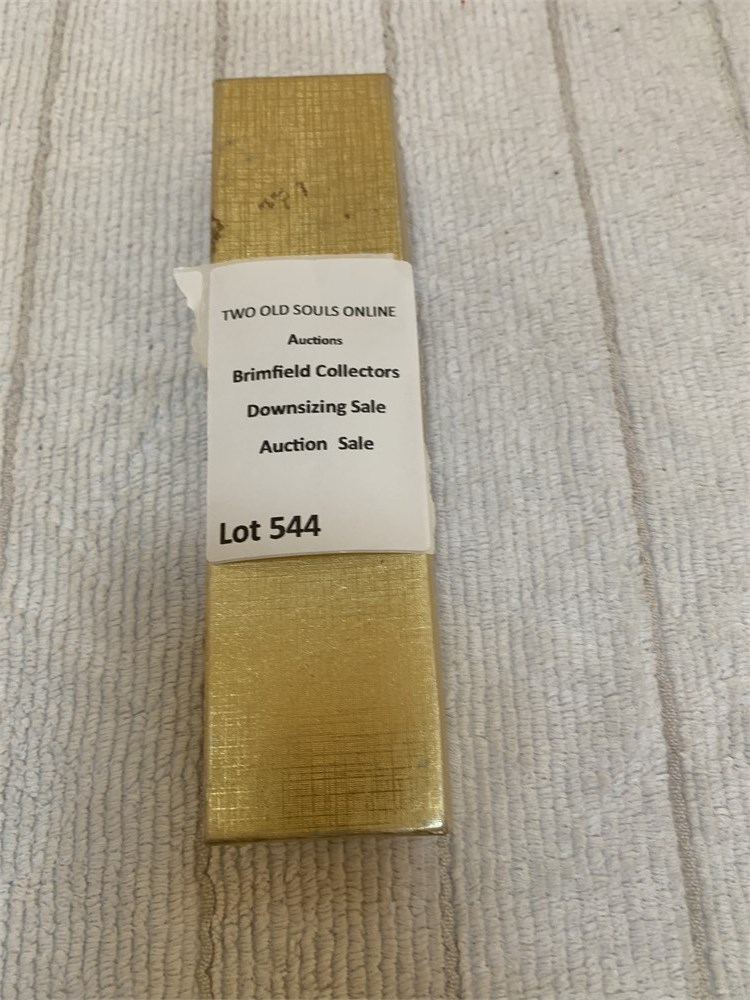 TWO OLD SOULS ONLINE
Auctions
Brimfield Collectors
Downsizing Sale
Auction Sale
Lot 544